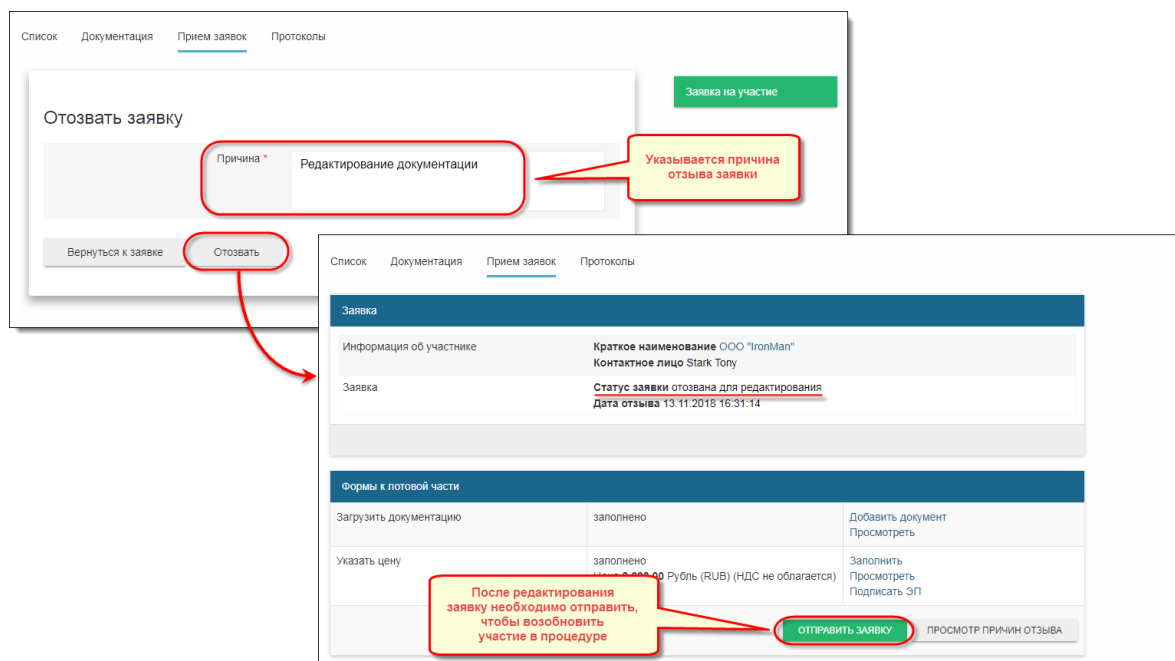 Список Документация Прием заявок Протоколы
Заявка на участие
Отозвать заявку
Причина *
Редактирование документации
Указывается причина
отзыва заявки
Вернуться к заявке Отозвать
Список Документация Прием заявок Протоколы
Заявка
Информация об участнике
Краткое наименование ООО "IronMan"
Контактное лицо Stark Tony
Заявка
Статус заявки отозвана для редактирования
Дата отзыва 13.11.2018 16:31:14
Формы к лотовой части
Загрузить документацию
заполнено
Добавить документ
Просмотреть
Указать цену
заполнено
Рубль (RUB) (НДС не облагается)
Заполнить
Просмотреть
Подписать ЭП
После редактирования
заявку необходимо отправить,
чтобы возобновить
участие в процедуре
ОТПРАВИТЬ ЗАЯВКУ ПРОСМОТР ПРИЧИН ОТЗЫВА